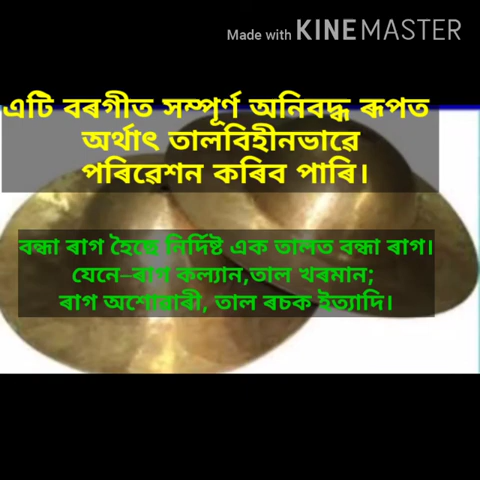 Made with KINEMASTER
এটি বৰগীত সম্পূৰ্ণ অনিবদ্ধ ৰূপত
অৰ্থাৎ তালবিহীনভাৱে
পৰিৱেশন কৰিব পাৰি।
বন্ধা ৰাগ হৈছে নিৰ্দিষ্ট এক তালত বন্ধা ৰাগ।
যেনে–ৰাগ কল্যান,তাল খৰমান;
ৰাগ অশোৱাৰী, তাল ৰচক ইত্যাদি।